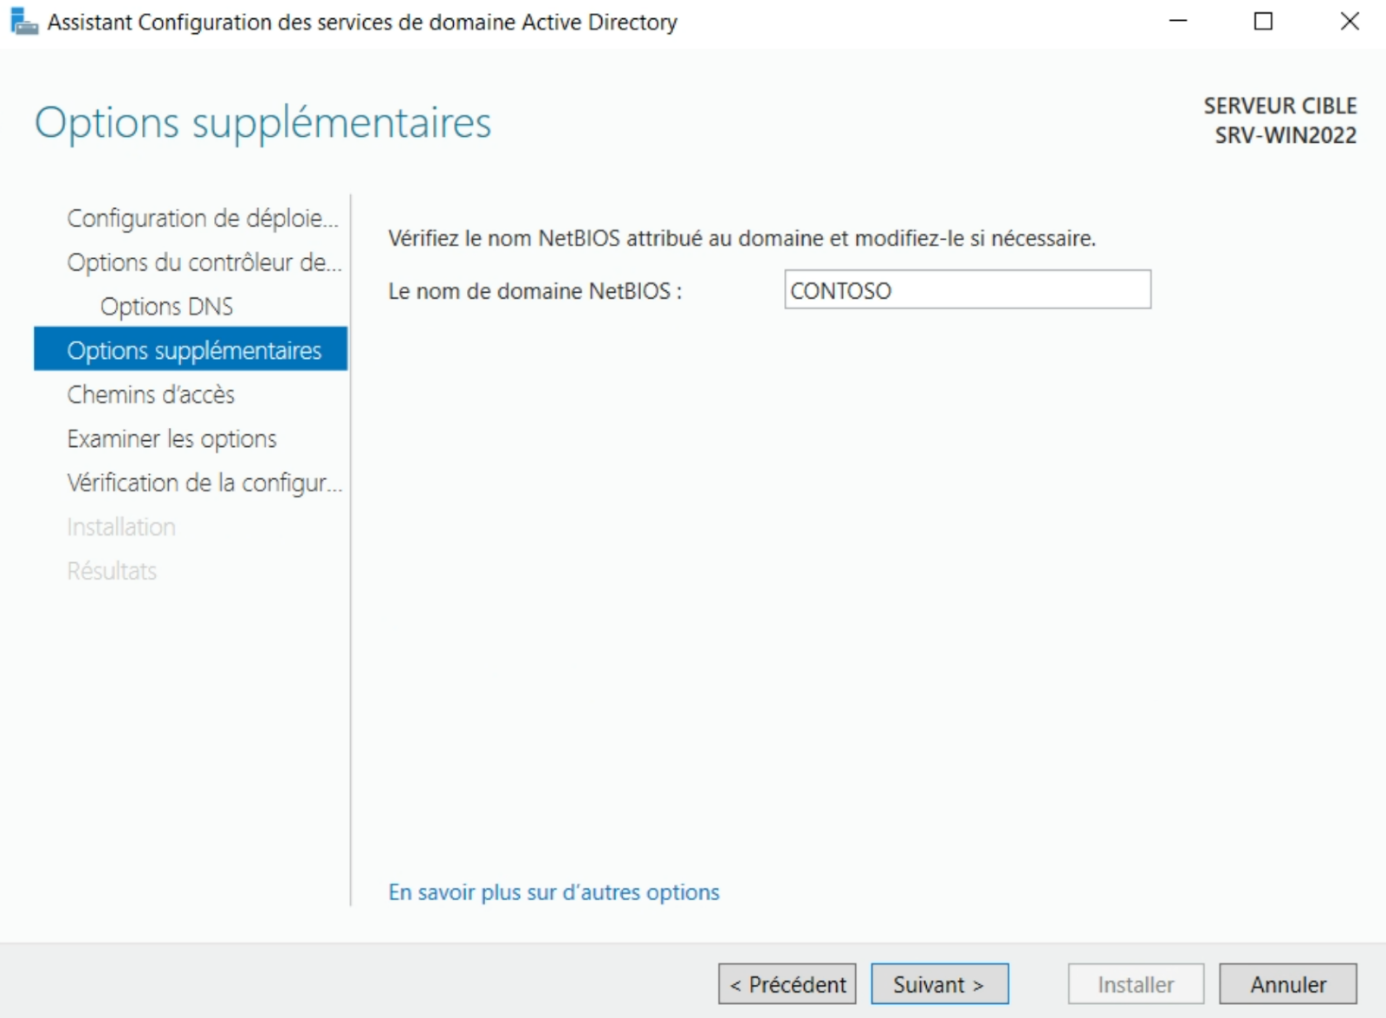 Assistant Configuration des services de domaine Active Directory
Options supplémentaires
SERVEUR CIBLE
SRV-WIN2022
Configuration de déploie...
Options du contrôleur de...
Options DNS
Options supplémentaires
Chemins d'accès
Examiner les options
Vérification de la configur...
Installation
Résultats
Vérifiez le nom NetBIOS attribué au domaine et modifiez-le si nécessaire.
Le nom de domaine NetBIOS : CONTOSO
En savoir plus sur d'autres options
< Précédent Suivant > Installer Annuler